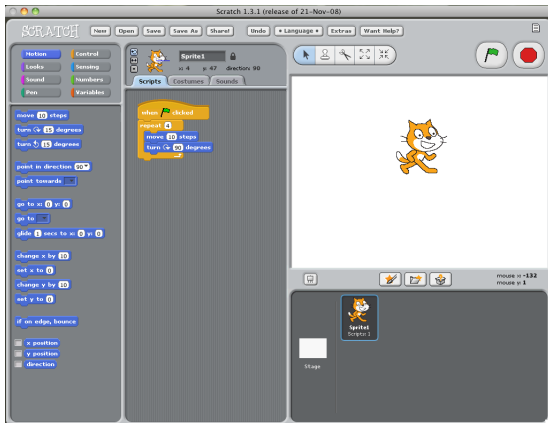 Scratch 1.3.1 (release of 21-Nov-08)
SCRATCH New Open Save Save As Share! Undo Language Extras Want Help?
Motion Control
Looks Sensing
Sound Numbers
Pen Variables
Sprite1
x: 4 y: 67 direction: 90
Scripts Costumes Sounds
move 10 steps
turn 15 degrees
turn 15 degrees
point in direction 90
point towards
go to x: 0 y: 0
go to
glide 1 secs to x: 0 y: 0
change x by 10
set x to 0
change y by 10
set y to 0
if on edge, bounce
x position
y position
direction
when clicked
repeat 4
move 10 steps
turn 90 degrees
mouse x: -132
mouse y: 1
Sprite1
Scripts: 1
Stage